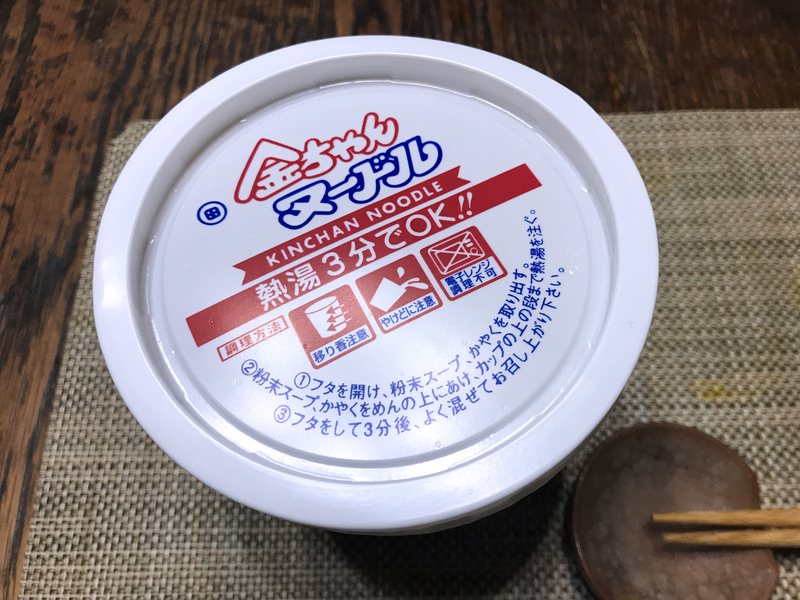 金ちゃん
ヌードル
田
KINCHAN NOODLE
熱湯3分でOK!!
移り香注意
やけどに注意
電子レンジ
調理不可
調理方法
①フタを開け、粉末スープ、かやくを取り出す。
②粉末スープ、かやくをめんの上にあけ、カップの上の段まで熱湯を注ぐ。
③フタをして3分後、よく混ぜてお召し上がり下さい。